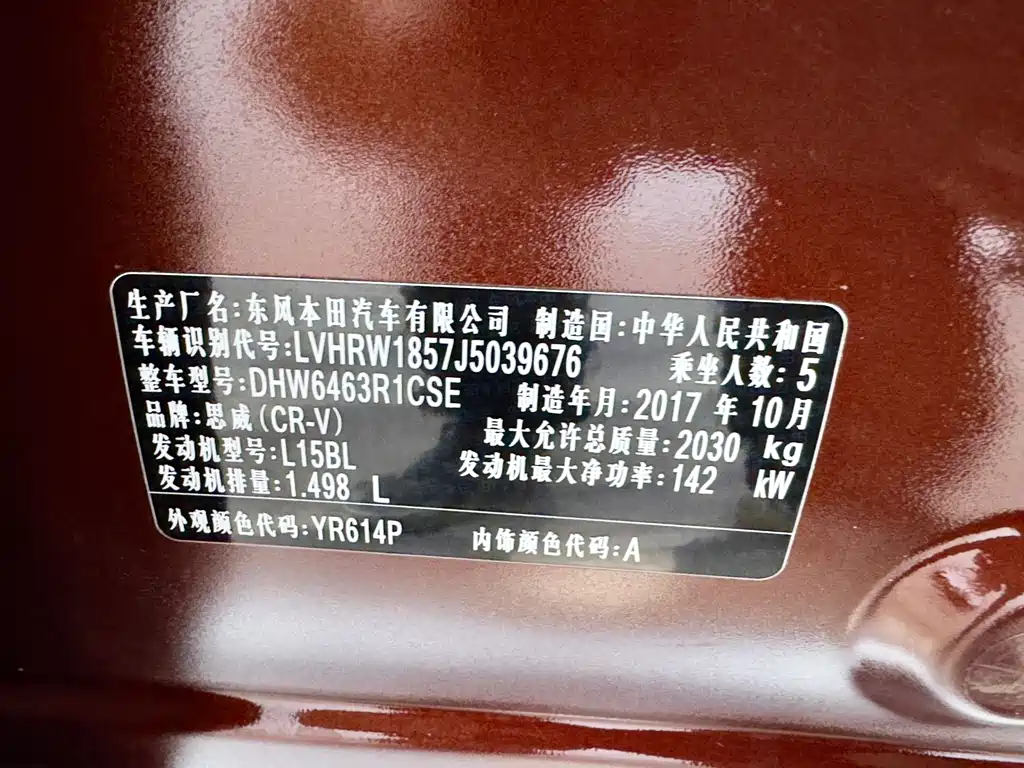 生产厂名:东风本田汽车有限公司 制造国:中华人民共和国
车辆识别代号:LVHRW1857J5039676 乘坐人数:5
整车型号:DHW6463R1CSE 制造年月:2017 年 10月
品牌:思威(CR-V) 最大允许总质量:2030 kg
发动机型号:L15BL 发动机最大净功率:142 kW
发动机排量:1.498 L
外观颜色代码:YR614P 内饰颜色代码:A